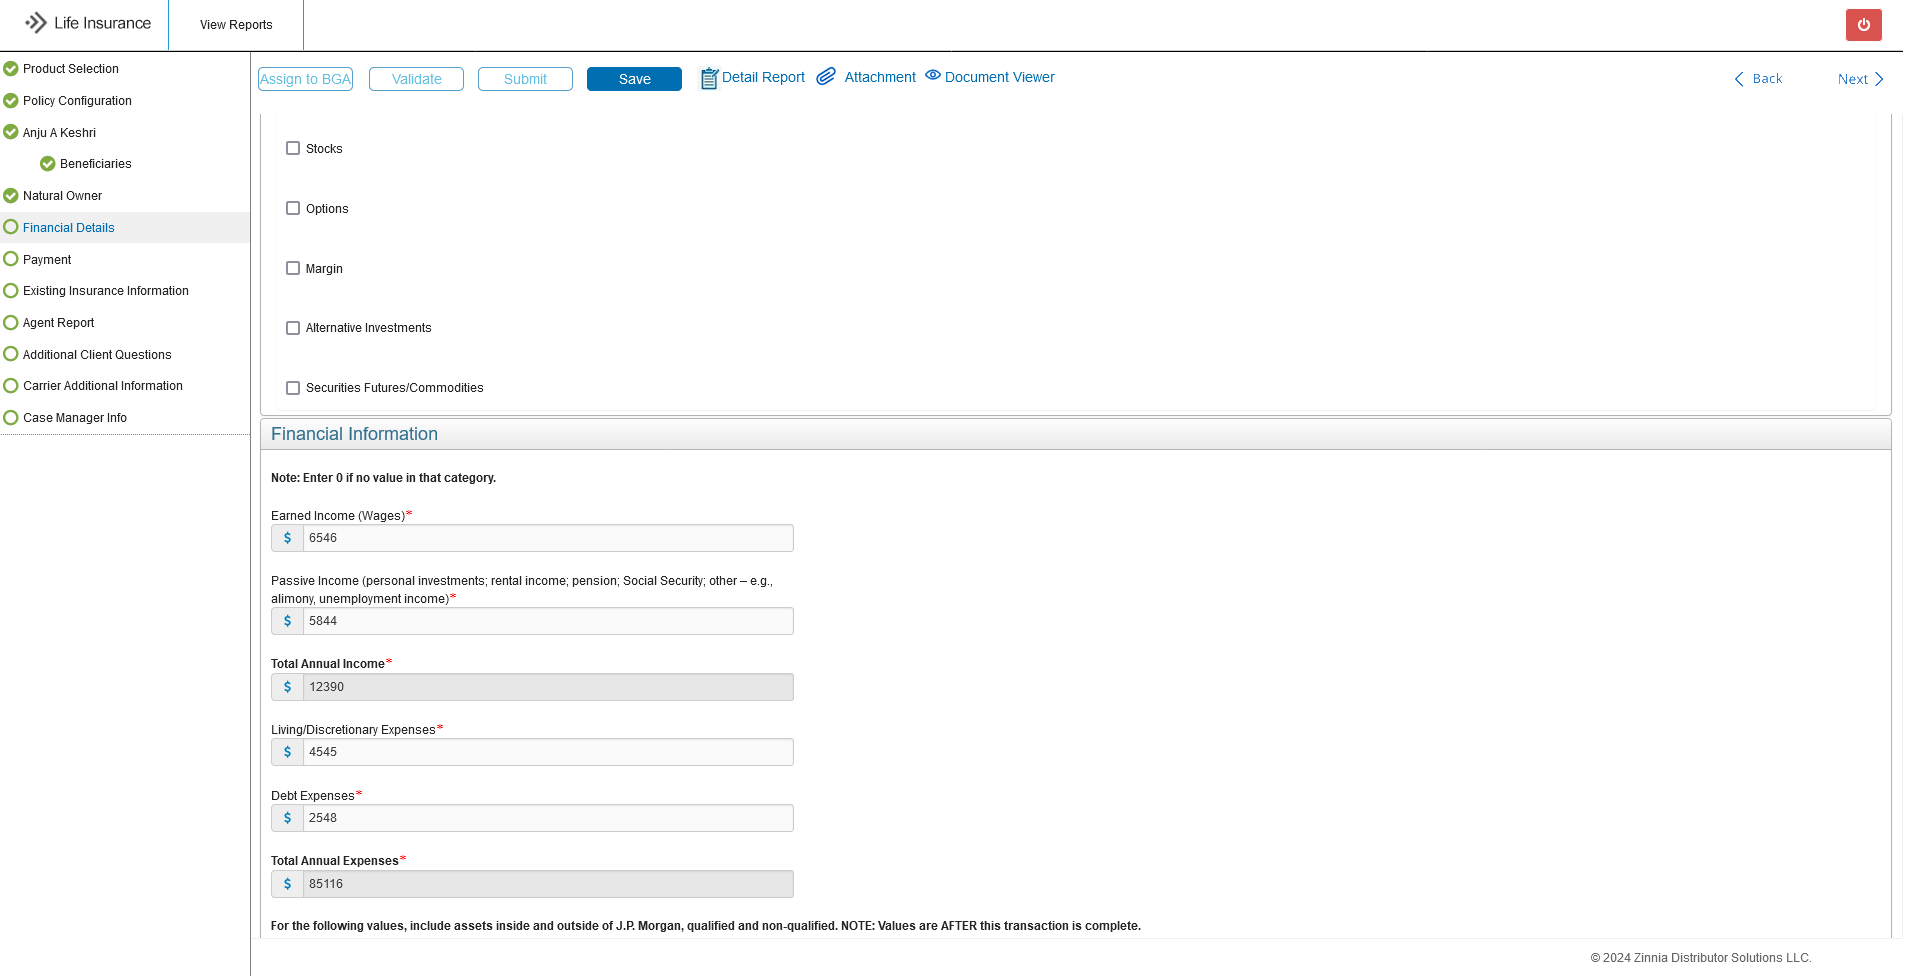 Life Insurance
View Reports
Product Selection
Policy Configuration
Anju A Keshri
Beneficiaries
Natural Owner
Financial Details
Payment
Existing Insurance Information
Agent Report
Additional Client Questions
Carrier Additional Information
Case Manager Info
Assign to BGA
Validate
Submit
Save
Detail Report
Attachment
Document Viewer
Back
Next
Stocks
Options
Margin
Alternative Investments
Securities Futures/Commodities
Financial Information
Note: Enter 0 if no value in that category.
Earned Income (Wages)*
$ 6546
Passive Income (personal investments; rental income; pension; Social Security; other – e.g.,
alimony, unemployment income)*
$ 5844
Total Annual Income*
$ 12390
Living/Discretionary Expenses*
$ 4545
Debt Expenses*
$ 2548
Total Annual Expenses*
$ 85116
For the following values, include assets inside and outside of J.P. Morgan, qualified and non-qualified. NOTE: Values are AFTER this transaction is complete.
© 2024 Zinnia Distributor Solutions LLC.